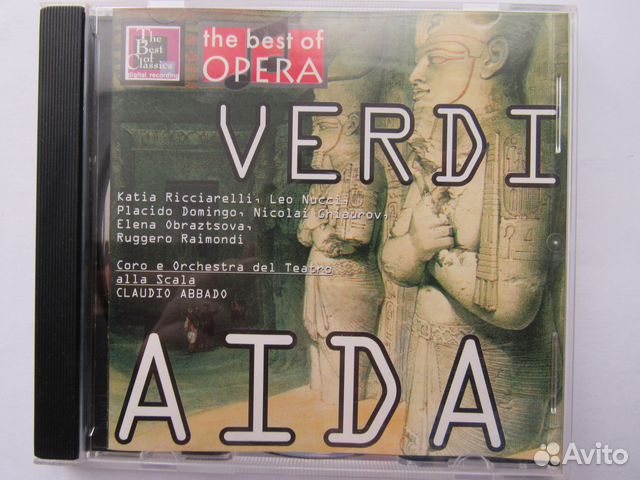 The
Best
of
Classics
digital recording
the best of
OPERA
VERDI
Katia Ricciarelli, Leo Nucci,
Placido Domingo, Nicolai Ghiaurov,
Elena Obraztsova,
Ruggero Raimondi
Coro e Orchestra del Teatro
alla Scala
CLAUDIO ABBADO
AIDA
Avito